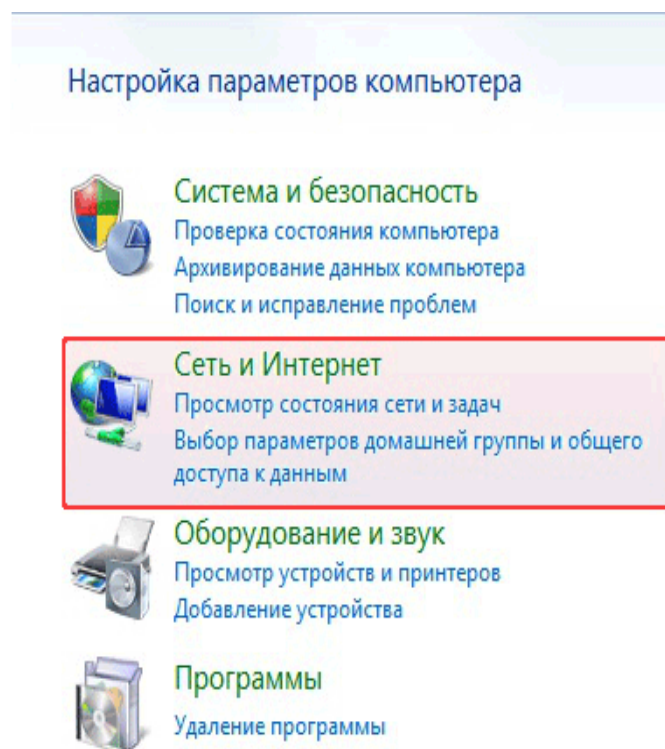 Настройка параметров компьютера
Система и безопасность
Проверка состояния компьютера
Архивирование данных компьютера
Поиск и исправление проблем
Сеть и Интернет
Просмотр состояния сети и задач
Выбор параметров домашней группы и общего
доступа к данным
Оборудование и звук
Просмотр устройств и принтеров
Добавление устройства
Программы
Удаление программы